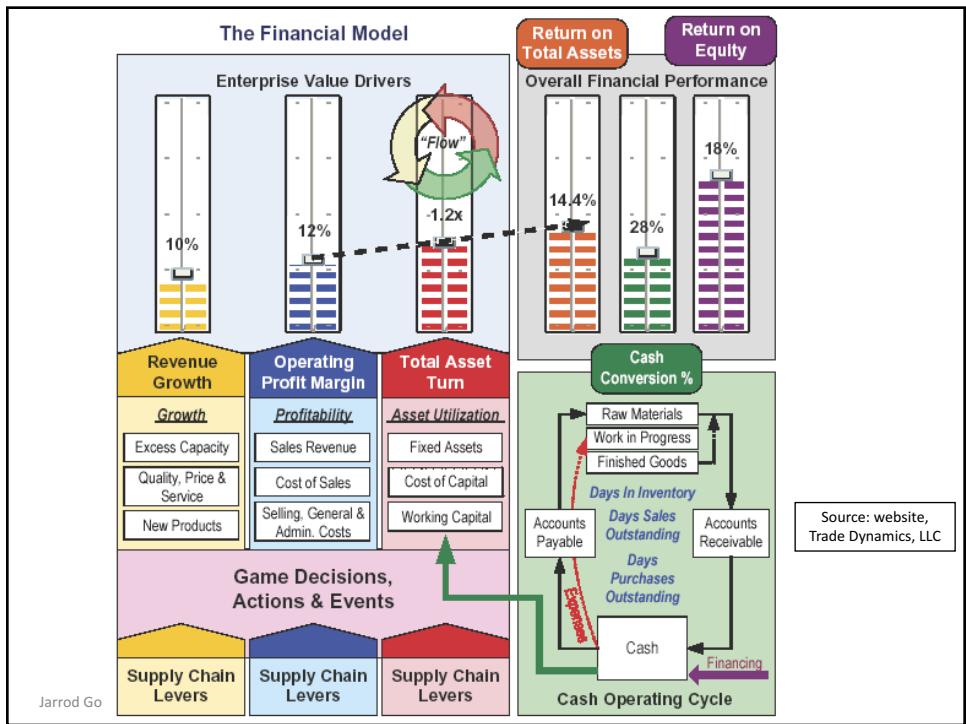 The Financial Model
Return on
Total Assets
Return on
Equity
Enterprise Value Drivers
Overall Financial Performance
"Flow"
10%
12%
-1.2x
14.4%
28%
18%
Revenue
Growth
Operating
Profit Margin
Total Asset
Turn
Cash
Conversion %
Growth
Excess Capacity
Quality, Price &
Service
New Products
Profitability
Sales Revenue
Cost of Sales
Selling, General &
Admin. Costs
Asset Utilization
Fixed Assets
Cost of Capital
Working Capital
Raw Materials
Work in Progress
Finished Goods
Days In Inventory
Days Sales
Outstanding
Days
Purchases
Outstanding
Accounts
Payable
Accounts
Receivable
Expenses
Cash
Financing
Cash Operating Cycle
Game Decisions,
Actions & Events
Supply Chain
Levers
Supply Chain
Levers
Supply Chain
Levers
Source: website,
Trade Dynamics, LLC
Jarrod Go